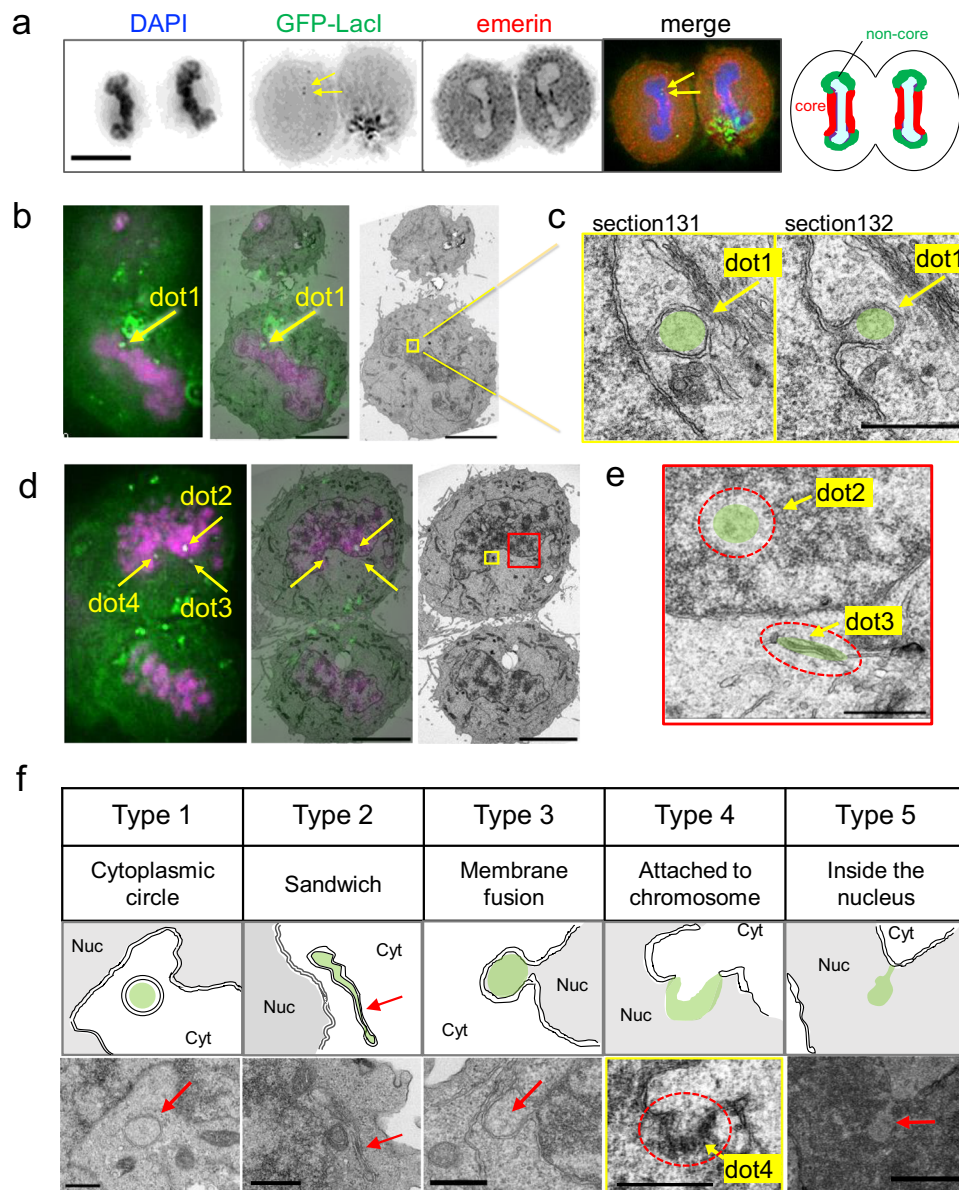 a
DAPI
GFP-LacI
emerin
merge
non-core
core
b
dot1
dot1
c
section131
section132
dot1
dot1
d
dot2
dot4
dot3
e
dot2
dot3
f
Type 1
Type 2
Type 3
Type 4
Type 5
Cytoplasmic
circle
Sandwich
Membrane
fusion
Attached to
chromosome
Inside the
nucleus
Nuc
Cyt
Cyt
Nuc
Nuc
Cyt
Cyt
Nuc
Cyt
Nuc
dot4